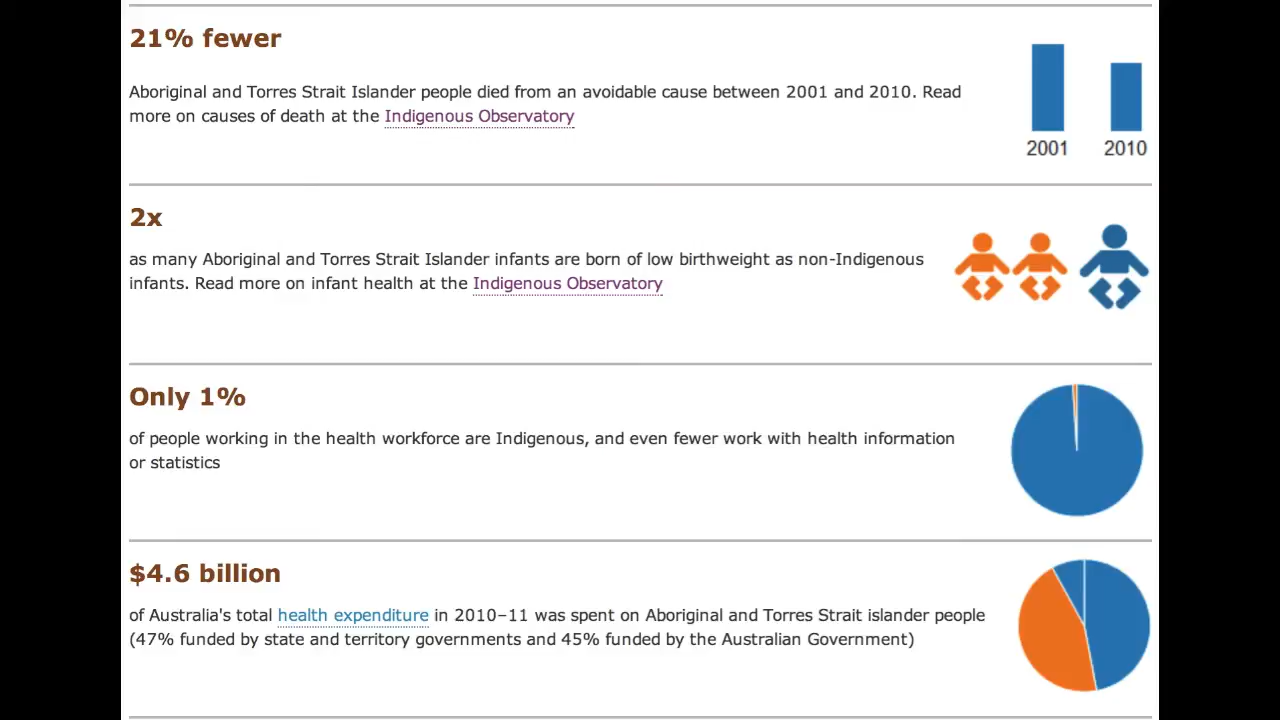 21% fewer
Aboriginal and Torres Strait Islander people died from an avoidable cause between 2001 and 2010. Read
more on causes of death at the Indigenous Observatory
2001 2010
2x
as many Aboriginal and Torres Strait Islander infants are born of low birthweight as non-Indigenous
infants. Read more on infant health at the Indigenous Observatory
Only 1%
of people working in the health workforce are Indigenous, and even fewer work with health information
or statistics
$4.6 billion
of Australia's total health expenditure in 2010–11 was spent on Aboriginal and Torres Strait islander people
(47% funded by state and territory governments and 45% funded by the Australian Government)